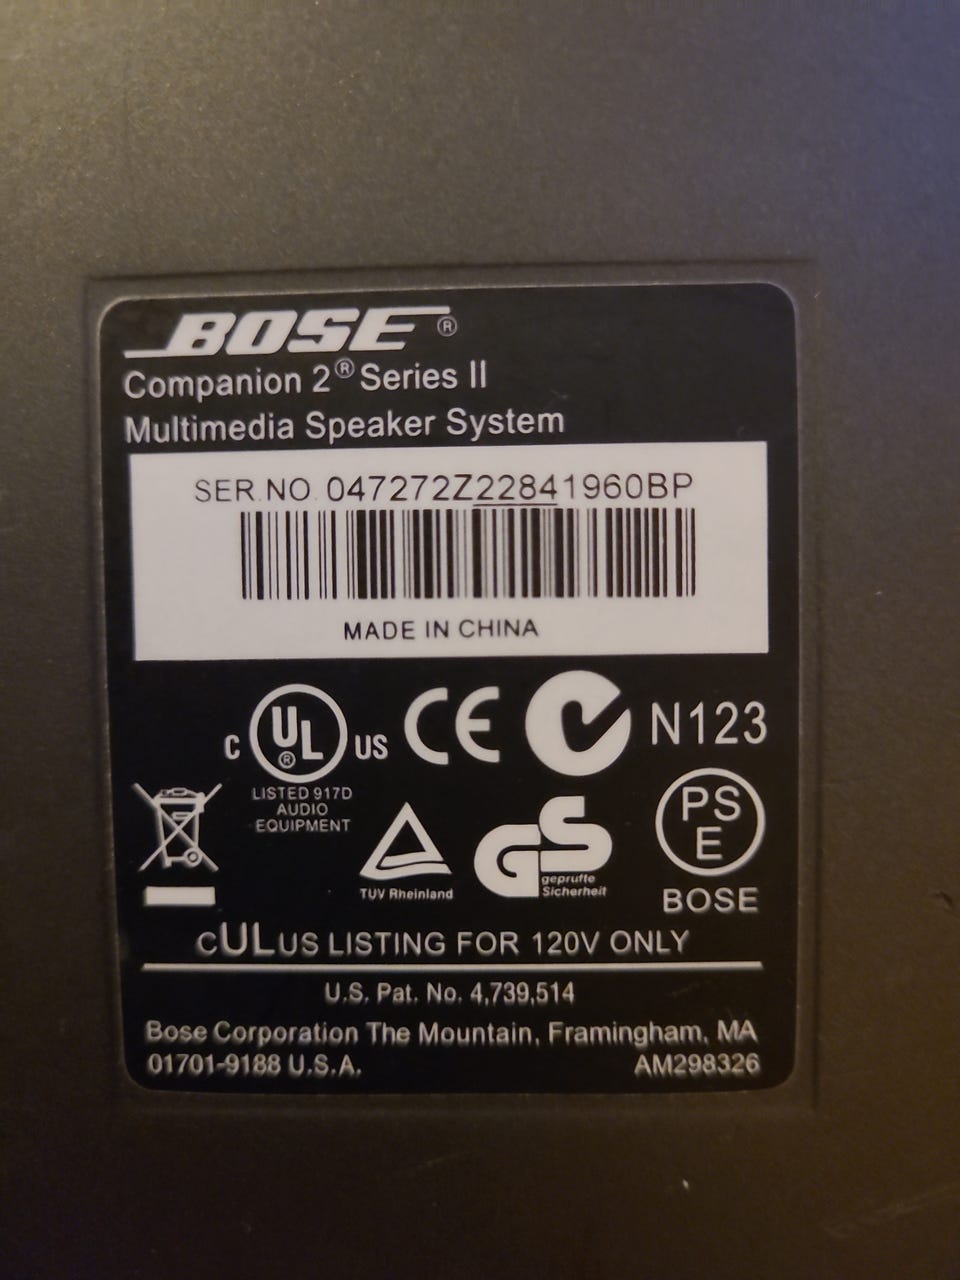 BOSE®
Companion 2® Series II
Multimedia Speaker System
SER.NO. 047272Z22841960BP
MADE IN CHINA
C UL® US CE N123
LISTED 917D
AUDIO
EQUIPMENT
TÜV Rheinland
GS
geprüfte
Sicherheit
PS
E
BOSE
CULUS LISTING FOR 120V ONLY
U.S. Pat. No. 4,739,514
Bose Corporation The Mountain, Framingham, MA
01701-9188 U.S.A. AM298326